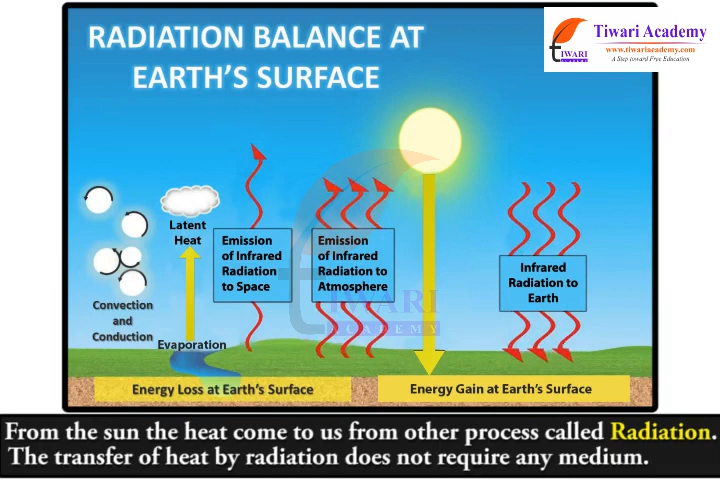 RADIATION BALANCE AT
EARTH'S SURFACE
Tiwari Academy
www.tiwariacademy.com
A Step toward Free Education
tIWARI
ACADEMY
Latent
Heat
Emission
of Infrared
Radiation
to Space
Emission
of Infrared
Radiation to
Atmosphere
Infrared
Radiation to
Earth
Convection
and
Conduction
Evaporation
tIWARI
ACADEMY
Energy Loss at Earth's Surface
Energy Gain at Earth's Surface
From the sun the heat come to us from other process called Radiation.
The transfer of heat by radiation does not require any medium.